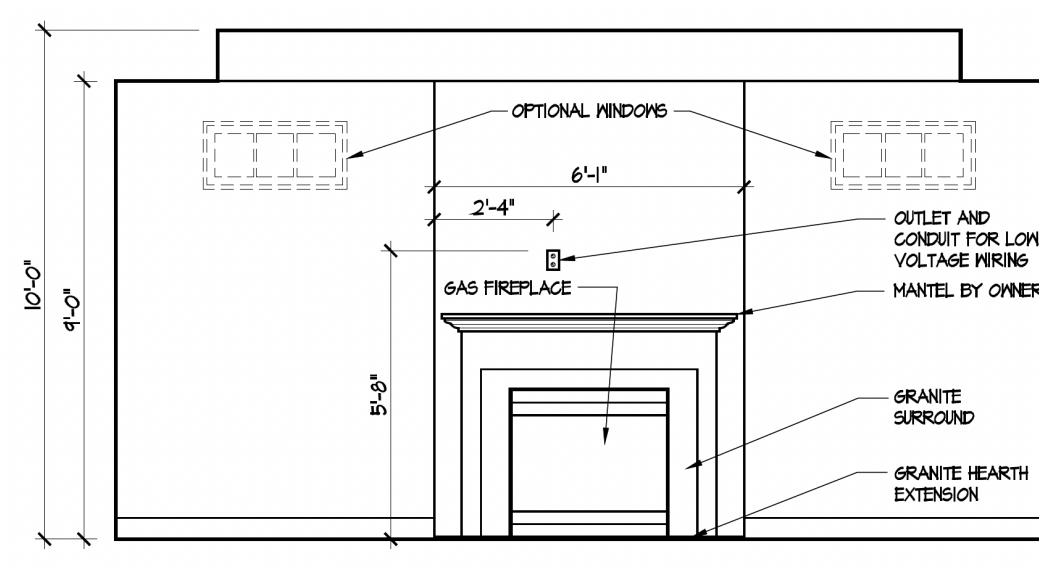 OPTIONAL WINDOWS
6'-1"
2'-4"
OUTLET AND
CONDUIT FOR LOW
VOLTAGE WIRING
GAS FIREPLACE
MANTEL BY OWNER
10'-0"
9'-0"
5'-8"
GRANITE
SURROUND
GRANITE HEARTH
EXTENSION